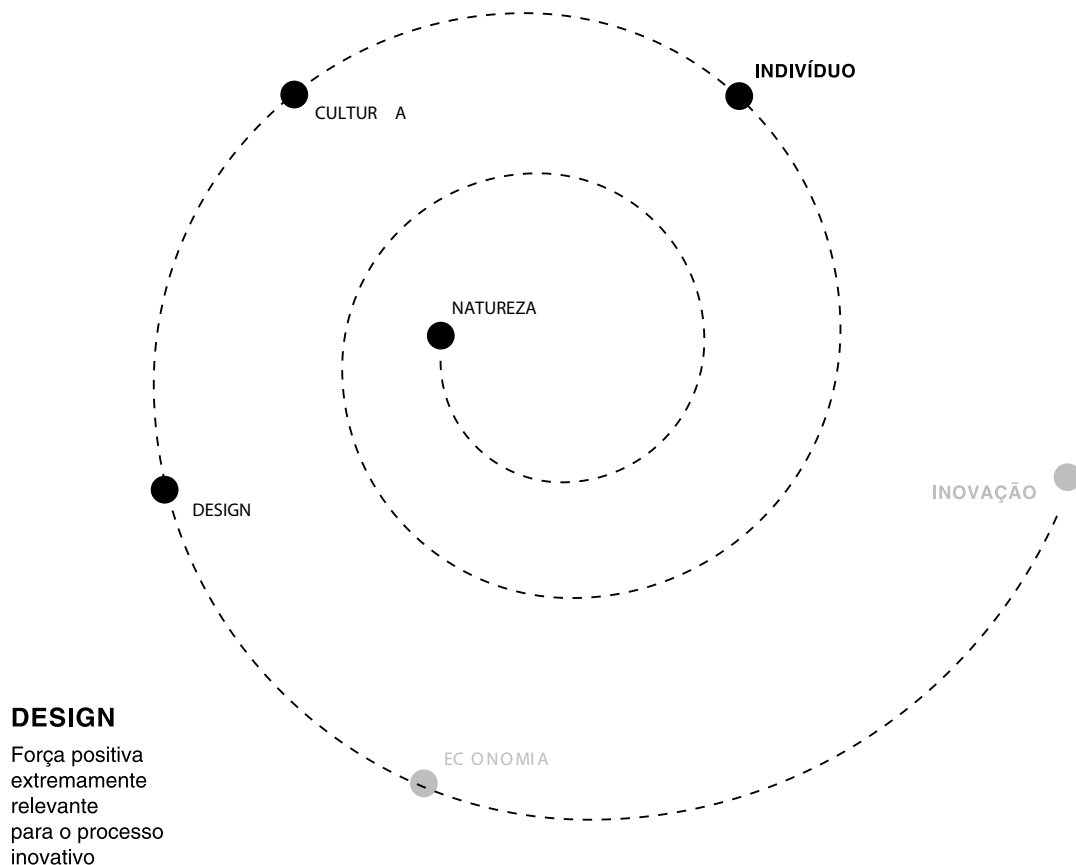 INDIVÍDUO
CULTUR A
NATUREZA
INOVAÇÃO
DESIGN
EC ONOMIA
DESIGN
Força positiva
extremamente
relevante
para o processo
inovativo